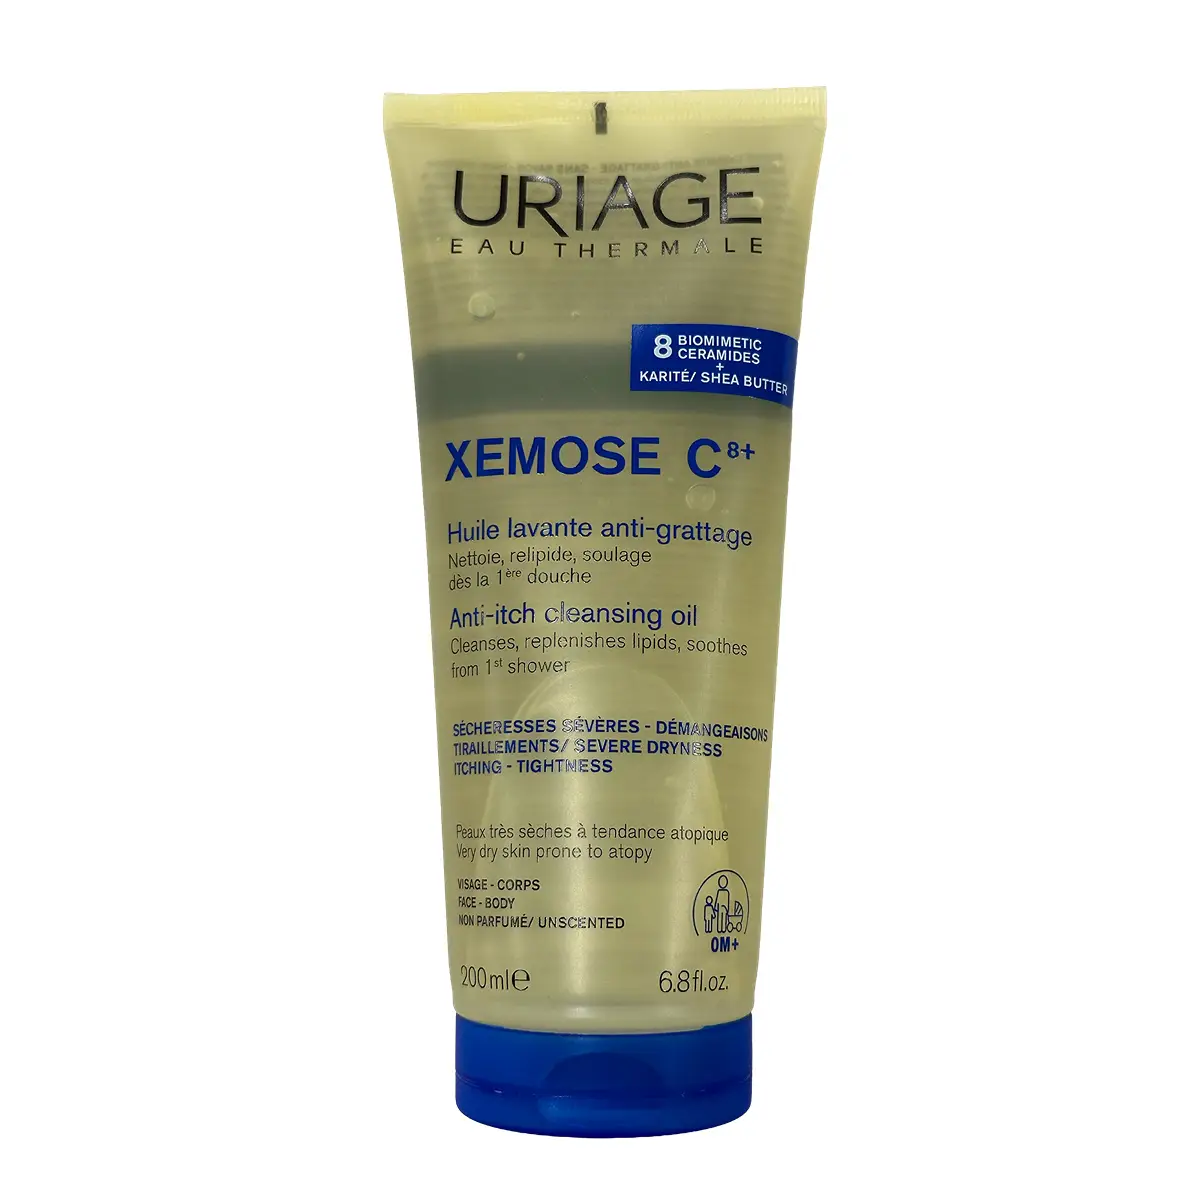 URIAGE
EAU THERMALE
8 BIOMIMETIC
CERAMIDES
+
KARITÉ/ SHEA BUTTER
XEMOSE C8+
Huile lavante anti-grattage
Nettoie, relipide, soulage
dès la 1ère douche
Anti-itch cleansing oil
Cleanses, replenishes lipids, soothes
from 1st shower
SÉCHERESSES SÉVÈRES - DÉMANGEAISONS
TIRAILLEMENTS/ SEVERE DRYNESS
ITCHING - TIGHTNESS
Peaux très sèches à tendance atopique
Very dry skin prone to atopy
VISAGE - CORPS
FACE - BODY
NON PARFUMÉ/ UNSCENTED
0M+
200ml℮ 6.8fl.oz.